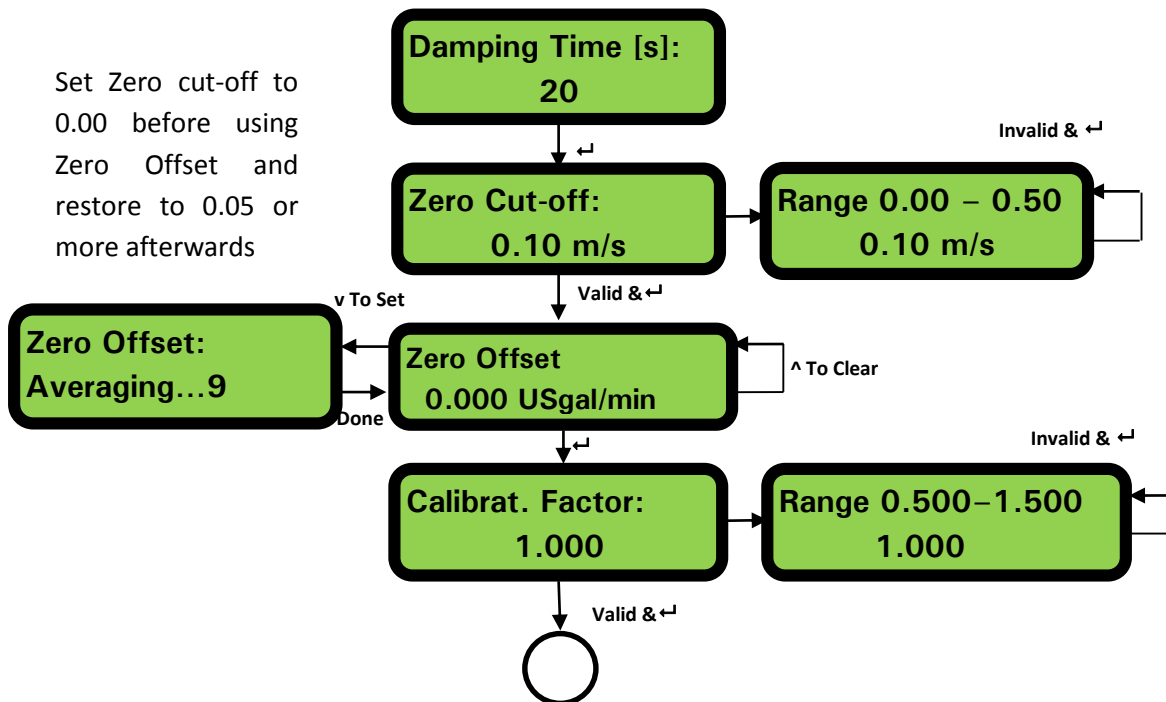 Damping Time [s]:
20
Set Zero cut-off to
0.00 before using
Zero Offset and
restore to 0.05 or
more afterwards
↵
Invalid & ↵
Zero Cut-off:
0.10 m/s
Range 0.00 – 0.50
0.10 m/s
Valid & ↵
v To Set
Zero Offset:
Averaging...9
Done
Zero Offset
0.000 USgal/min
^ To Clear
↵
Invalid & ↵
Calibrat. Factor:
1.000
Range 0.500–1.500
1.000
Valid & ↵